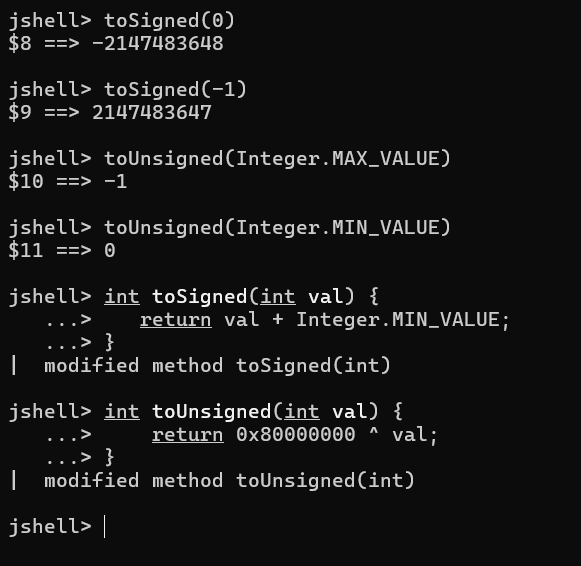 jshell> toSigned(0)
$8 ==> -2147483648
jshell> toSigned(-1)
$9 ==> 2147483647
jshell> toUnsigned(Integer.MAX_VALUE)
$10 ==> -1
jshell> toUnsigned(Integer.MIN_VALUE)
$11 ==> 0
jshell> int toSigned(int val) {
   ...>    return val + Integer.MIN_VALUE;
   ...> }
|  modified method toSigned(int)
jshell> int toUnsigned(int val) {
   ...>     return 0x80000000 ^ val;
   ...> }
|  modified method toUnsigned(int)
jshell>